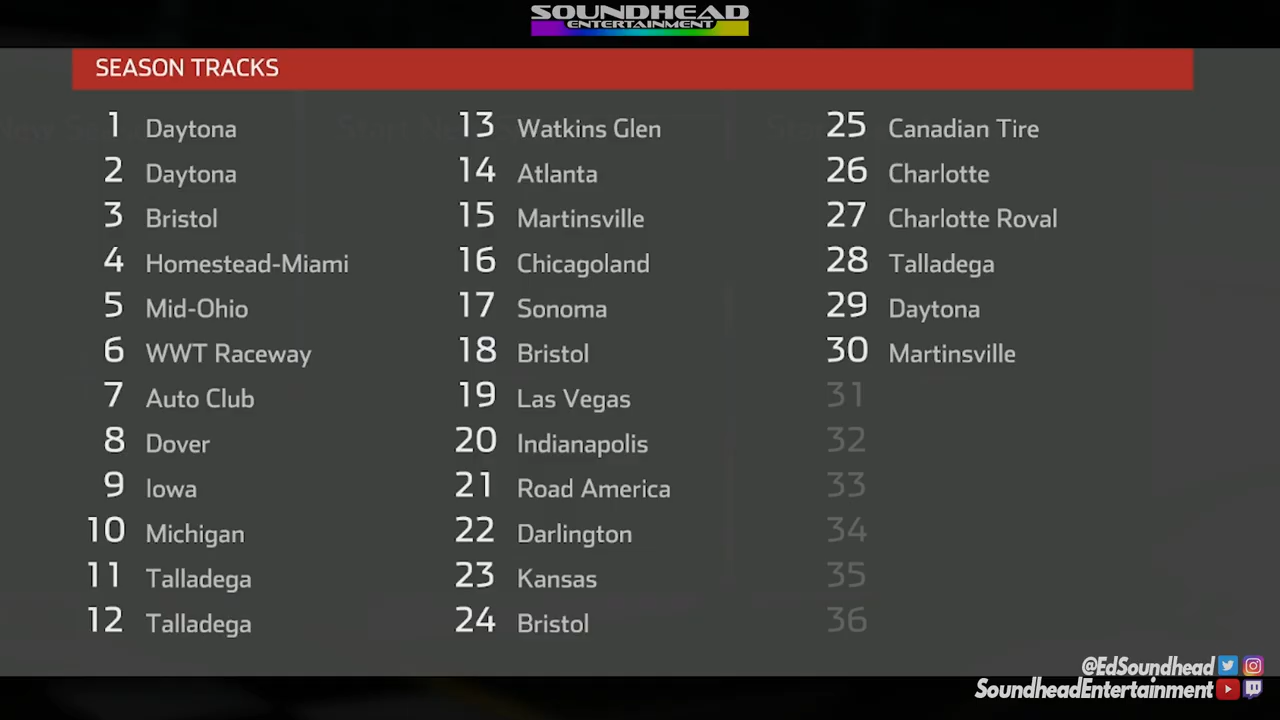 SOUNDHEAD
ENTERTAINMENT
SEASON TRACKS
1 Daytona
2 Daytona
3 Bristol
4 Homestead-Miami
5 Mid-Ohio
6 WWT Raceway
7 Auto Club
8 Dover
9 Iowa
10 Michigan
11 Talladega
12 Talladega
13 Watkins Glen
14 Atlanta
15 Martinsville
16 Chicagoland
17 Sonoma
18 Bristol
19 Las Vegas
20 Indianapolis
21 Road America
22 Darlington
23 Kansas
24 Bristol
25 Canadian Tire
26 Charlotte
27 Charlotte Roval
28 Talladega
29 Daytona
30 Martinsville
31
32
33
34
35
36
@EdSoundhead
SoundheadEntertainment